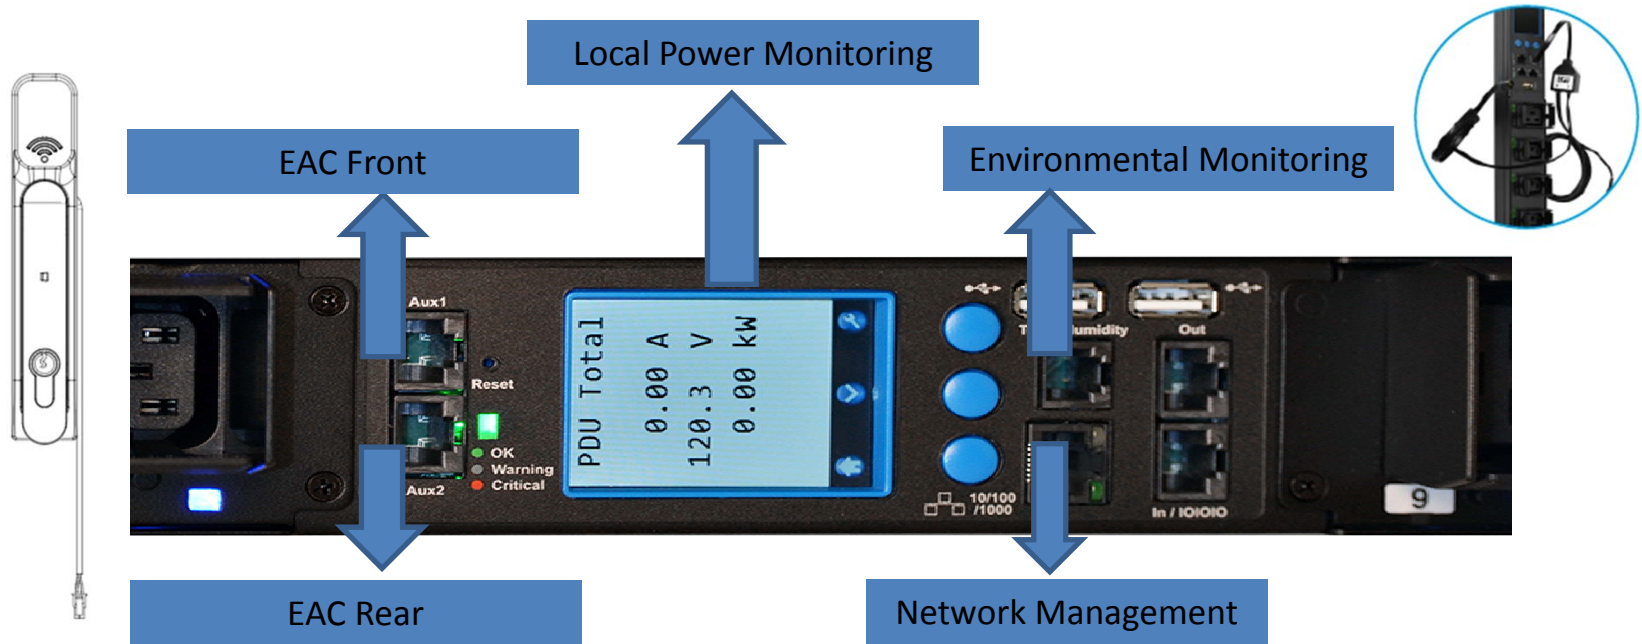 Local Power Monitoring
EAC Front
Environmental Monitoring
Aux1
Reset
OK
Warning
Critical
Aux2
PDU Total
0.00 A
120.3 V
0.00 kW
10/100
/1000
Humidity
Out
In / IOIOIO
9
EAC Rear
Network Management